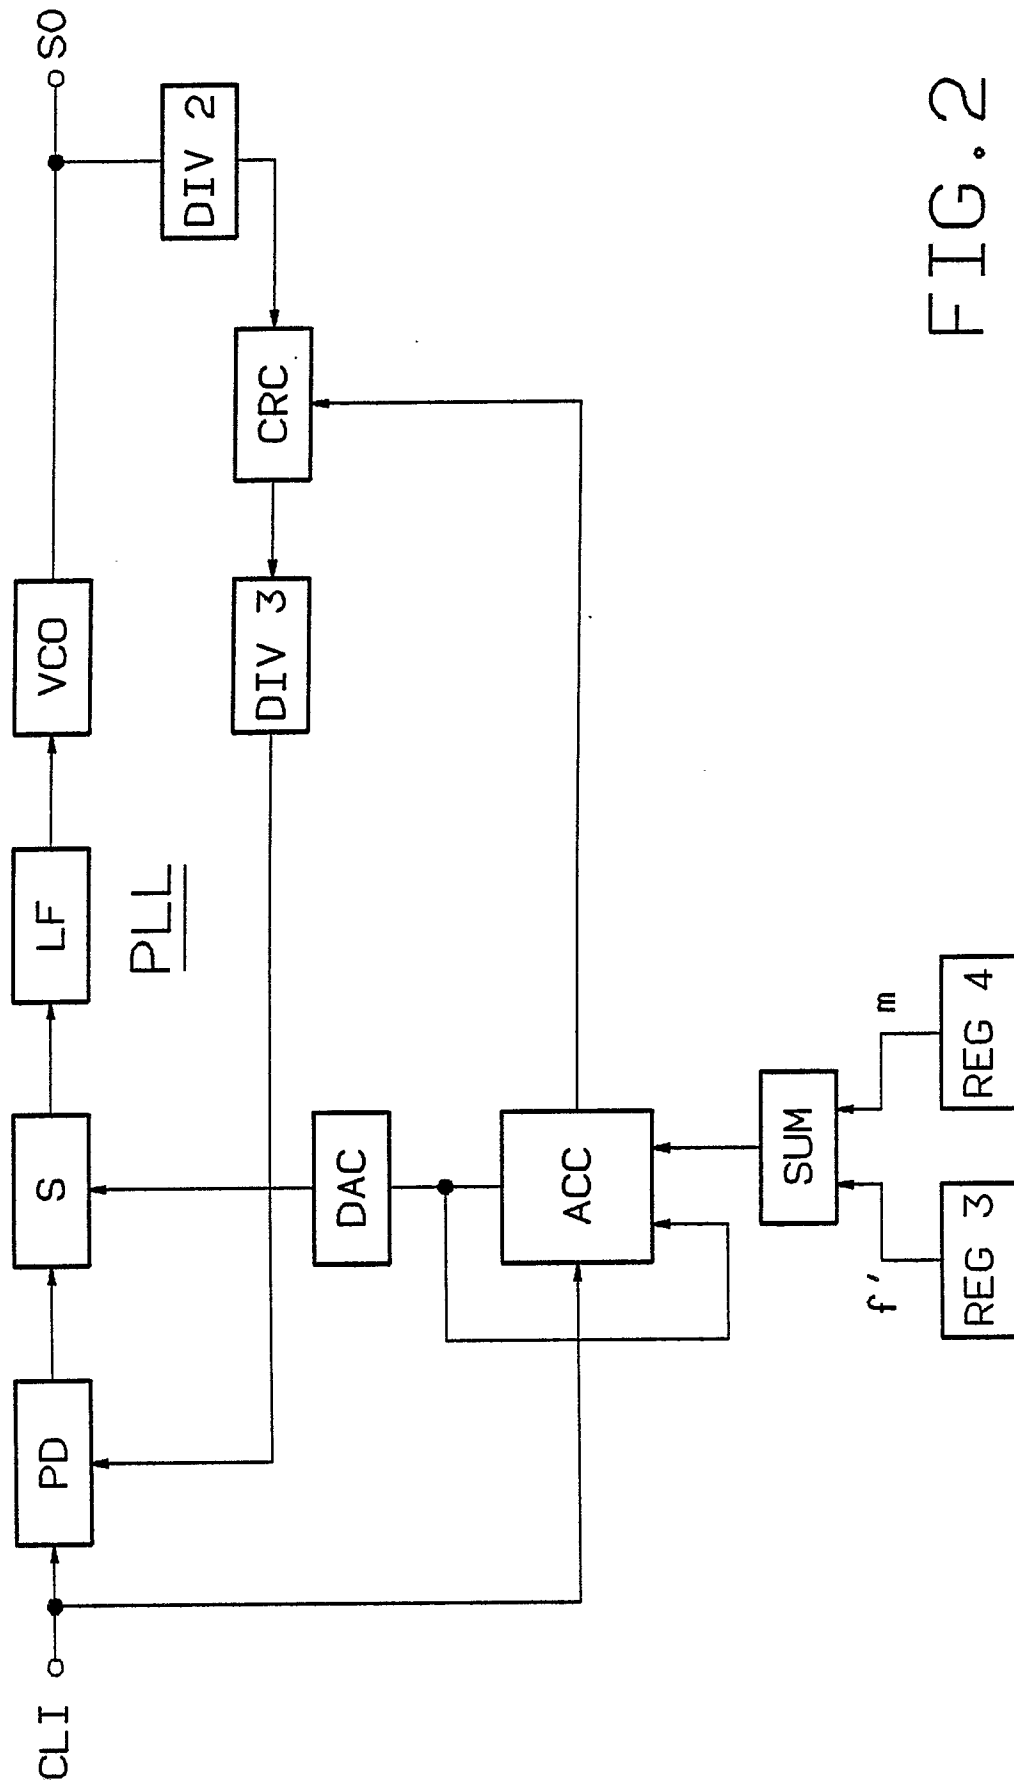 CLI
PD
S
LF
VCO
SO
PLL
DIV 2
DIV 3
CRC
DAC
ACC
SUM
f'
m
REG 3
REG 4
FIG.2